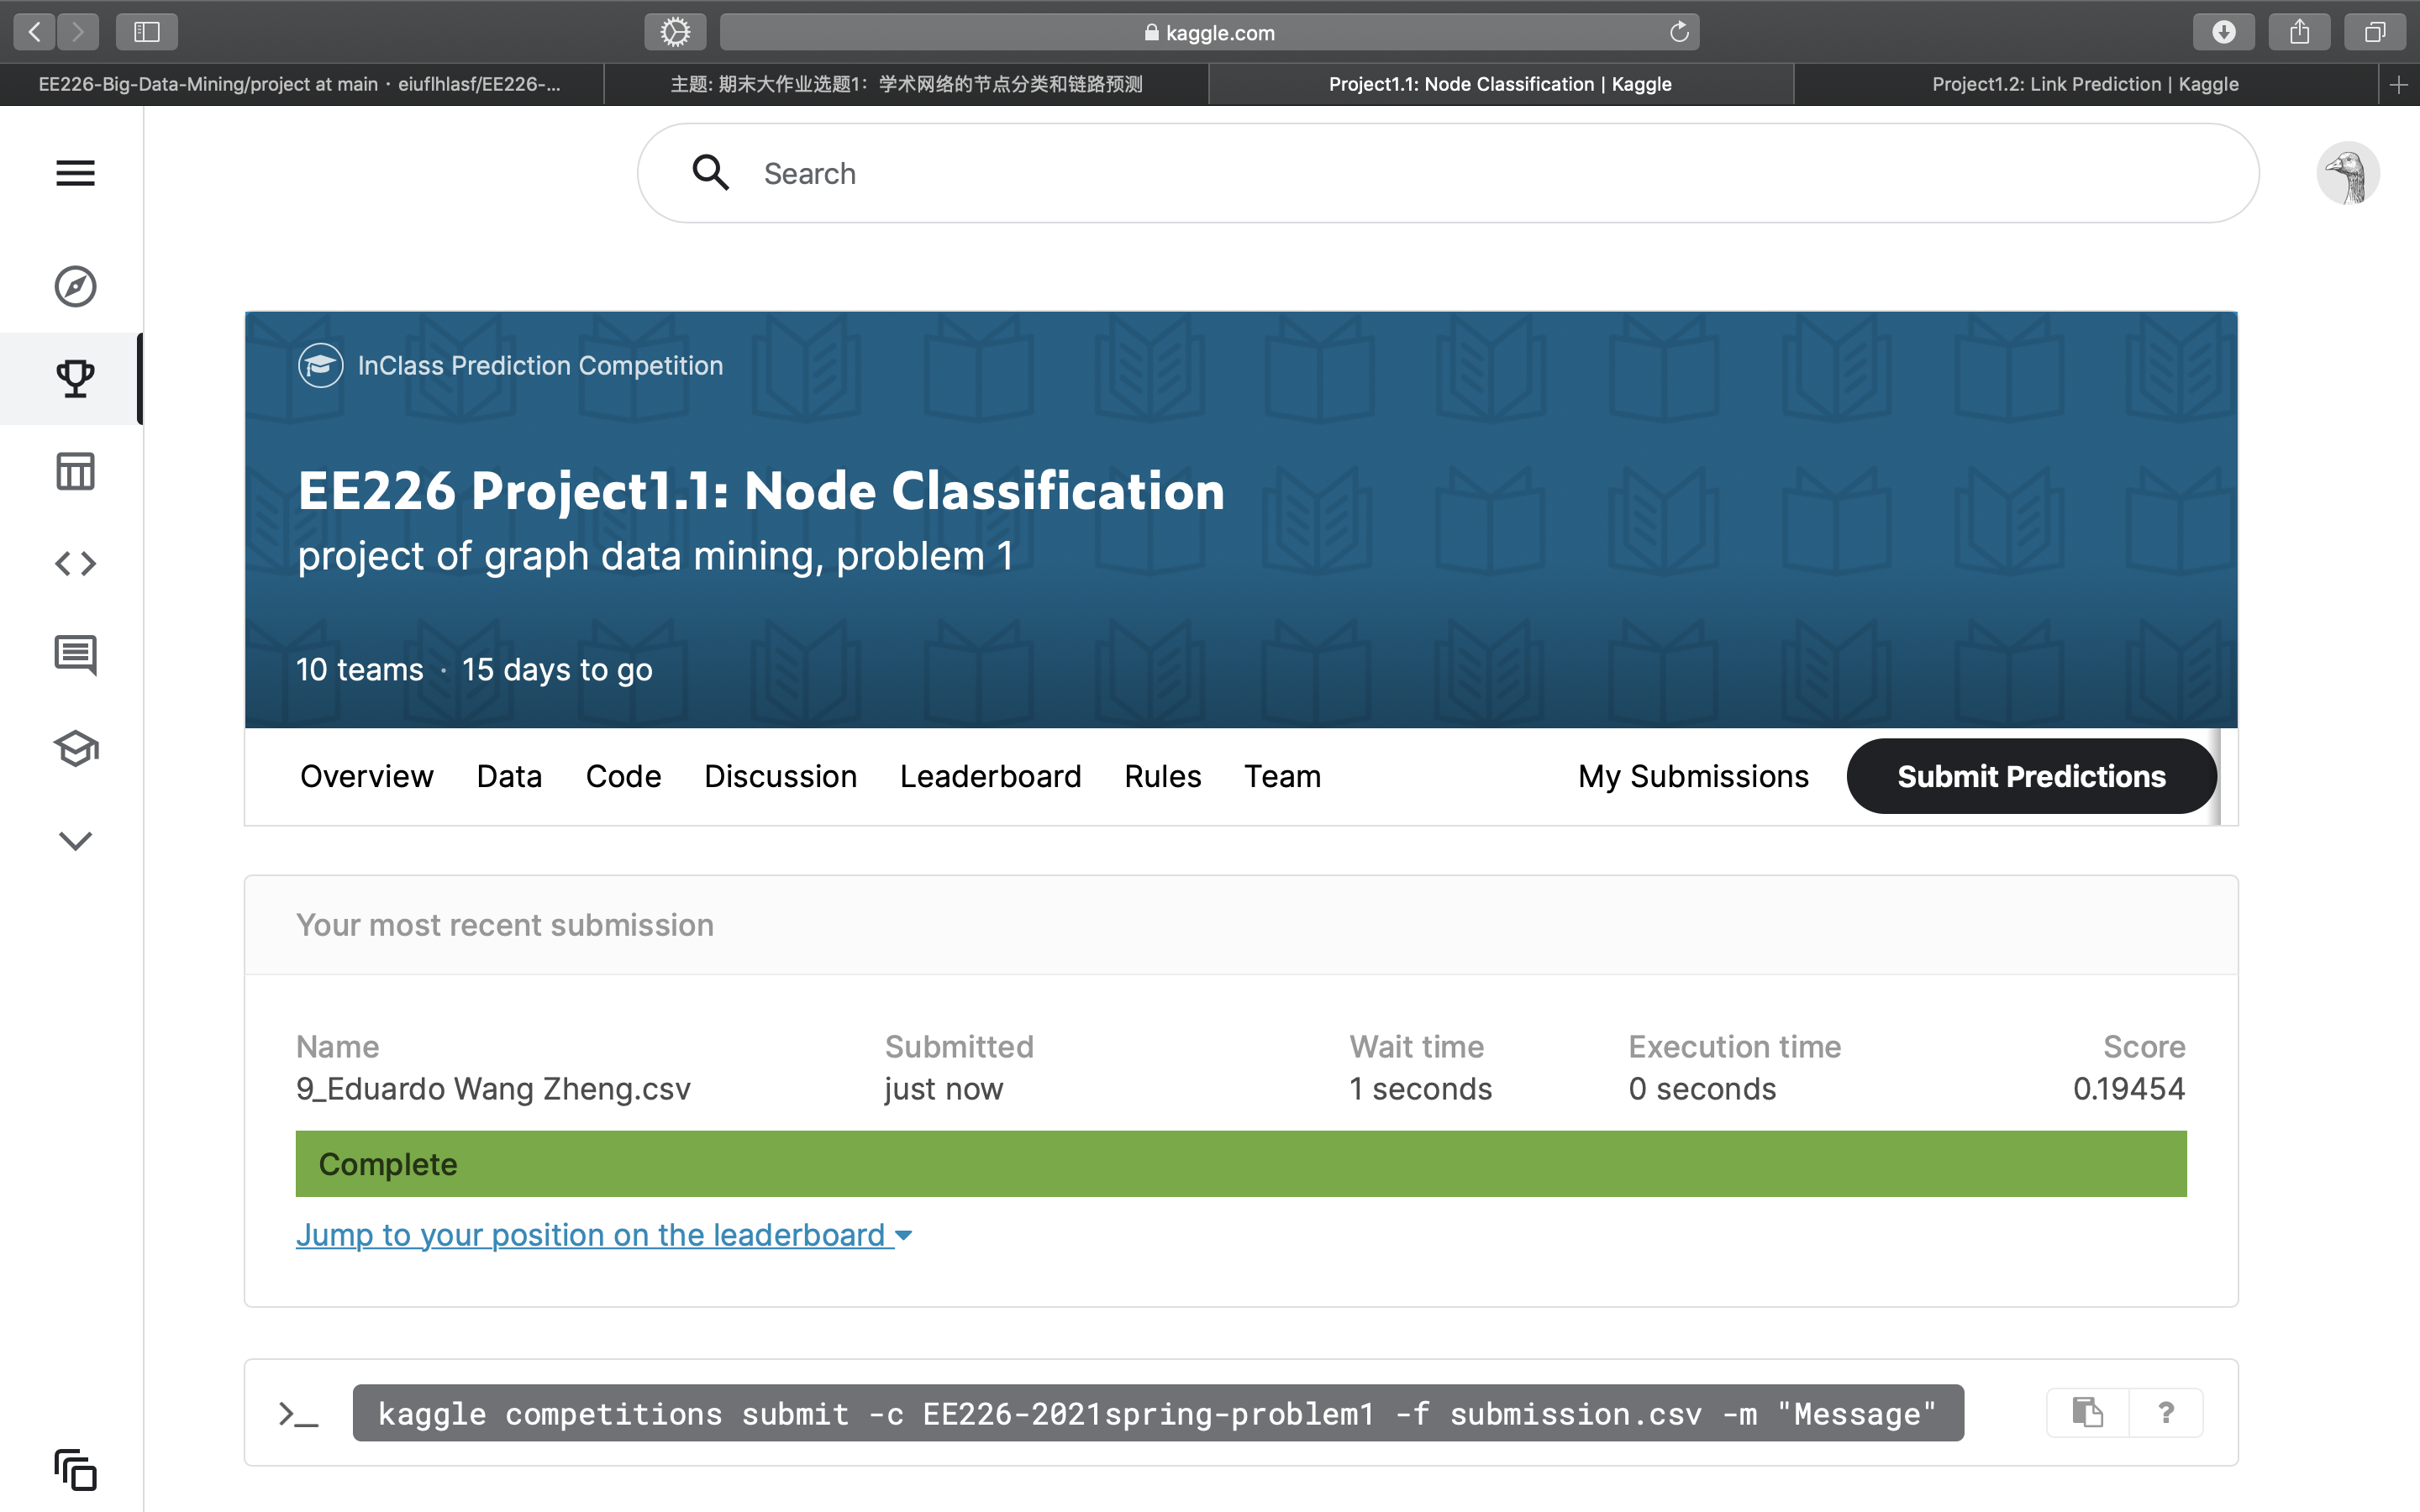 kaggle.com
EE226-Big-Data-Mining/project at main · eiuflhlasf/EE226-...
主题: 期末大作业选题1：学术网络的节点分类和链路预测
Project1.1: Node Classification | Kaggle
Project1.2: Link Prediction | Kaggle
Search
InClass Prediction Competition
EE226 Project1.1: Node Classification
project of graph data mining, problem 1
10 teams · 15 days to go
Overview Data Code Discussion Leaderboard Rules Team My Submissions Submit Predictions
Your most recent submission
Name Submitted Wait time Execution time Score
9_Eduardo Wang Zheng.csv just now 1 seconds 0 seconds 0.19454
Complete
Jump to your position on the leaderboard
>_ kaggle competitions submit -c EE226-2021spring-problem1 -f submission.csv -m "Message" ?